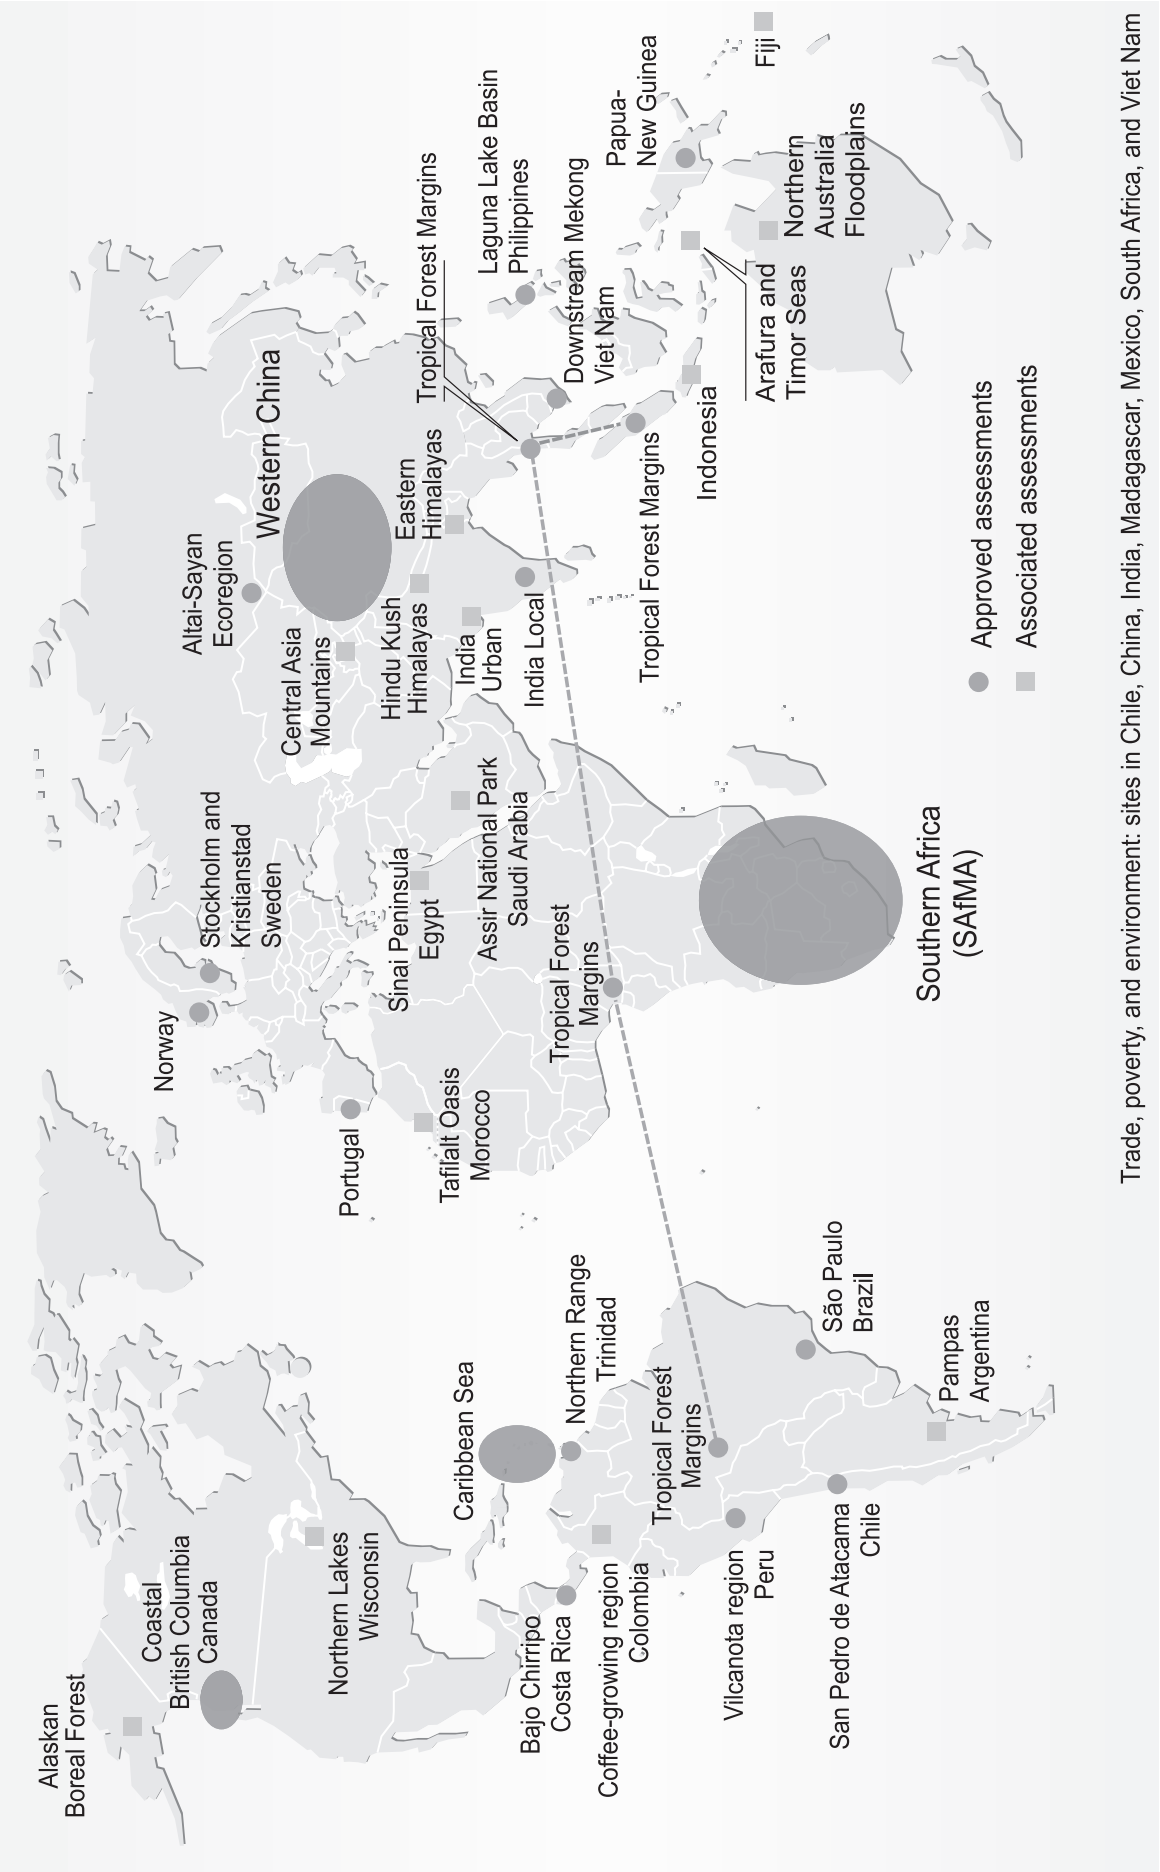 Alaskan
Boreal Forest
Coastal
British Columbia
Canada
Northern Lakes
Wisconsin
Caribbean Sea
Northern Range
Trinidad
Bajo Chirripo
Costa Rica
Coffee-growing region
Colombia
Tropical Forest
Margins
Vilcanota region
Peru
São Paulo
Brazil
San Pedro de Atacama
Chile
Pampas
Argentina
Norway
Stockholm and
Kristianstad
Sweden
Portugal
Tafilalt Oasis
Morocco
Sinai Peninsula
Egypt
Assir National Park
Saudi Arabia
Tropical Forest
Margins
Southern Africa
(SAfMA)
Altai-Sayan
Ecoregion
Western China
Central Asia
Mountains
Hindu Kush
Himalayas
Eastern
Himalayas
India
Urban
India Local
Tropical Forest Margins
Laguna Lake Basin
Philippines
Downstream Mekong
Viet Nam
Tropical Forest Margins
Indonesia
Papua-
New Guinea
Arafura and
Timor Seas
Northern
Australia
Floodplains
Fiji
Approved assessments
Associated assessments
Trade, poverty, and environment: sites in Chile, China, India, Madagascar, Mexico, South Africa, and Viet Nam